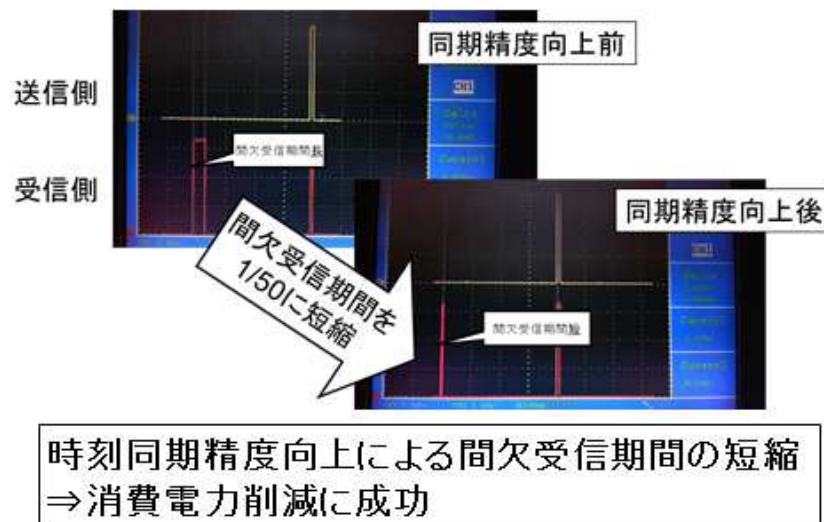 同期精度向上前
送信側
CH1
間欠受信期間長
受信側
同期精度向上後
間欠受信期間を
1/50に短縮
間欠受信期間短
時刻同期精度向上による間欠受信期間の短縮
⇒消費電力削減に成功